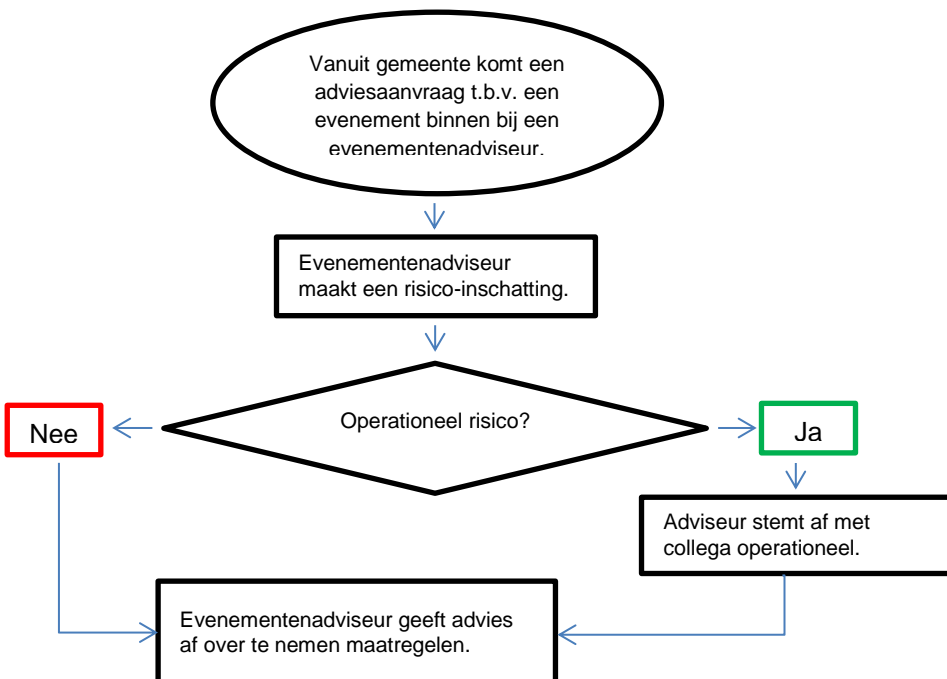 Vanuit gemeente komt een
adviesaanvraag t.b.v. een
evenement binnen bij een
evenementenadviseur.
Evenementenadviseur
maakt een risico-inschatting.
Operationeel risico?
Nee
Ja
Adviseur stemt af met
collega operationeel.
Evenementenadviseur geeft advies
af over te nemen maatregelen.